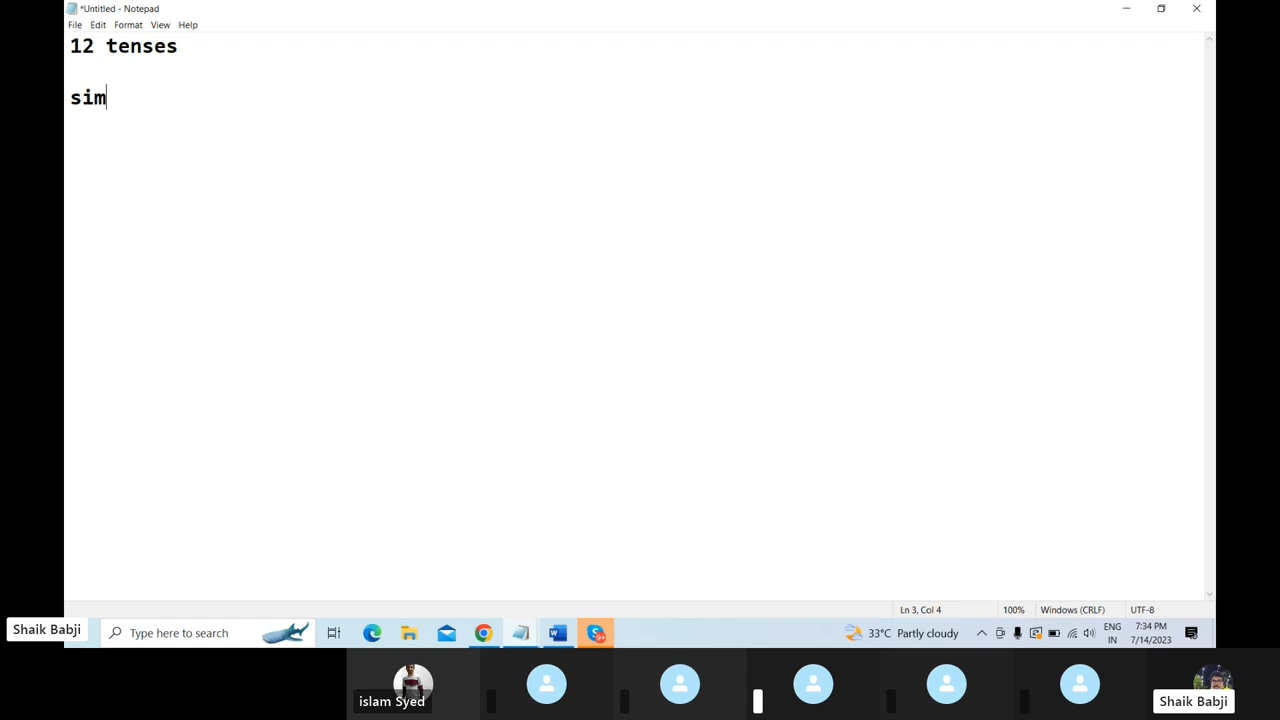 *Untitled - Notepad
File Edit Format View Help
12 tenses
sim
Ln 3, Col 4 100% Windows (CRLF) UTF-8
Shaik Babji
Type here to search
33°C Partly cloudy
ENG
IN
7:34 PM
7/14/2023
islam Syed
Shaik Babji